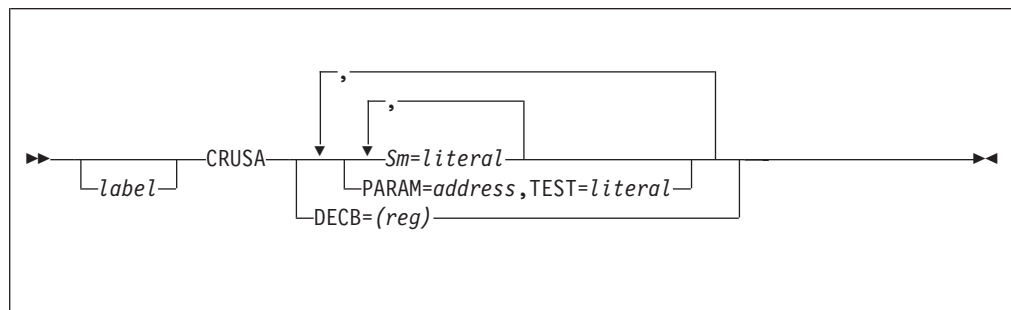 ,
,
CRUSA Sm=literal
label PARAM=address,TEST=literal
DECB=(reg)